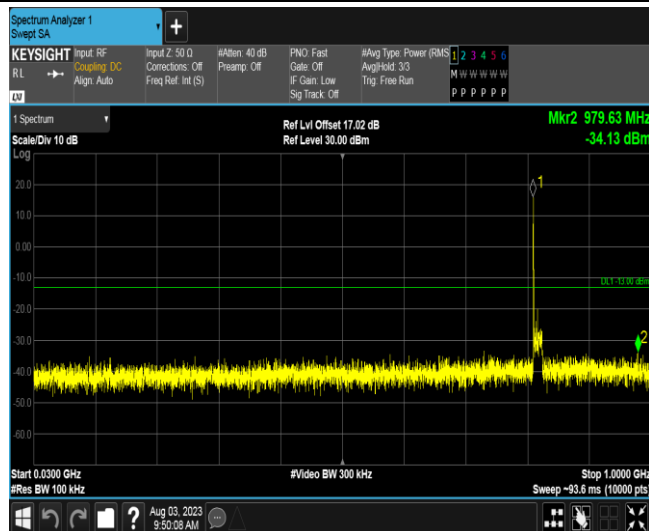 Spectrum Analyzer 1
Swept SA
+
KEYSIGHT Input: RF Input Z: 50 Ω #Atten: 40 dB PNO: Fast #Avg Type: Power (RMS 1 2 3 4 5 6
RL Coupling: DC Corrections: Off Preamp: Off Gate: Off Avg|Hold: 3/3 M W W W W W
Align: Auto Freq Ref: Int (S) IF Gain: Low Trig: Free Run
LXI Sig Track: Off P P P P P P
1 Spectrum
Scale/Div 10 dB
Ref Lvl Offset 17.02 dB
Ref Level 30.00 dBm
Mkr2 979.63 MHz
-34.13 dBm
Log
20.0
10.0
0.00
-10.0
-20.0
-30.0
-40.0
-50.0
-60.0
1
DL1 -13.00 dBm
2
Start 0.0300 GHz #Video BW 300 kHz Stop 1.0000 GHz
#Res BW 100 kHz Sweep ~93.6 ms (10000 pts)
? Aug 03, 2023
9:50:08 AM